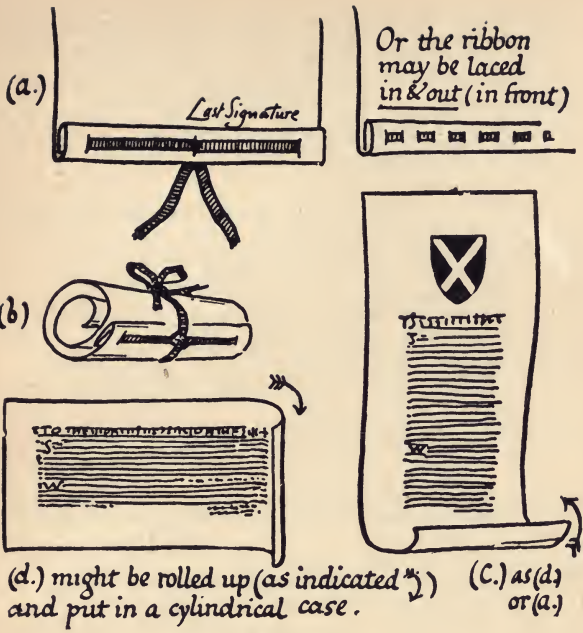 (a.)
Last Signature
Or the ribbon
may be laced
in & out (in front)
(b)
S
W
S
W
(d.) might be rolled up (as indicated )
and put in a cylindrical case.
(C.) as (d.)
or (a.)